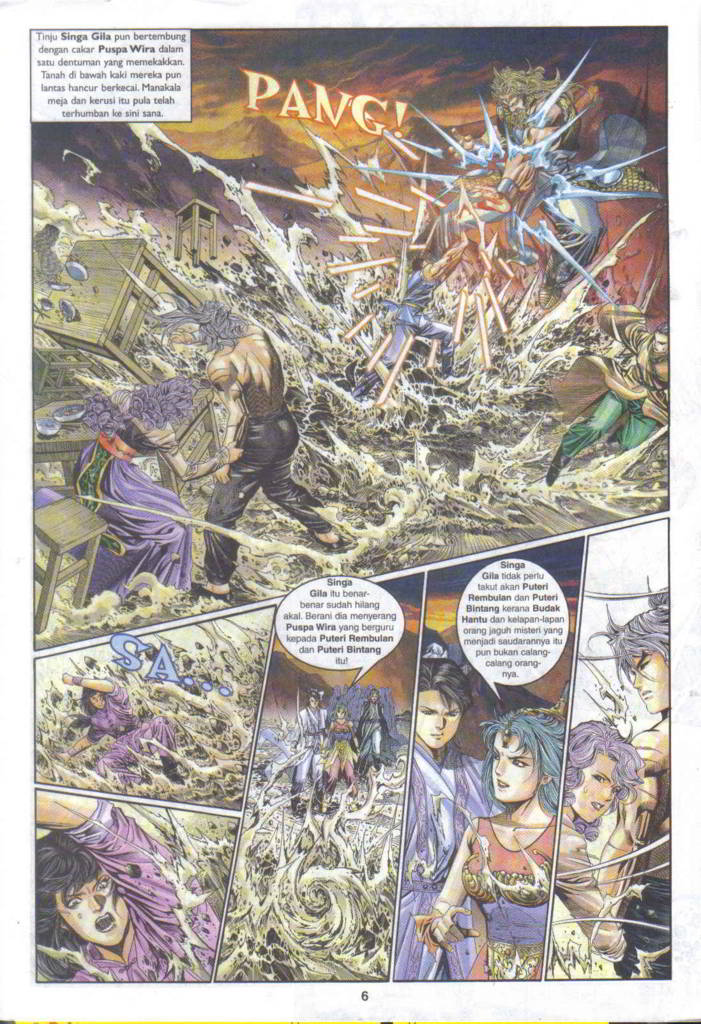 Tinju Singa Gila pun bertembung
dengan cakar Puspa Wira dalam
satu dentuman yang memekakkan.
Tanah di bawah kaki mereka pun
lantas hancur berkecai. Manakala
meja dan kerusi itu pula telah
terhumban ke sini sana.
PANG!
SA...
Singa
Gila itu benar-
benar sudah hilang
akal. Berani dia menyerang
Puspa Wira yang berguru
kepada Puteri Rembulan
dan Puteri Bintang
itu!
Singa
Gila tidak perlu
takut akan Puteri
Rembulan dan Puteri
Bintang kerana Budak
Hantu dan kelapan-lapan
orang jaguh misteri yang
menjadi saudarannya itu
pun bukan calang-
calang orang-
nya.
6